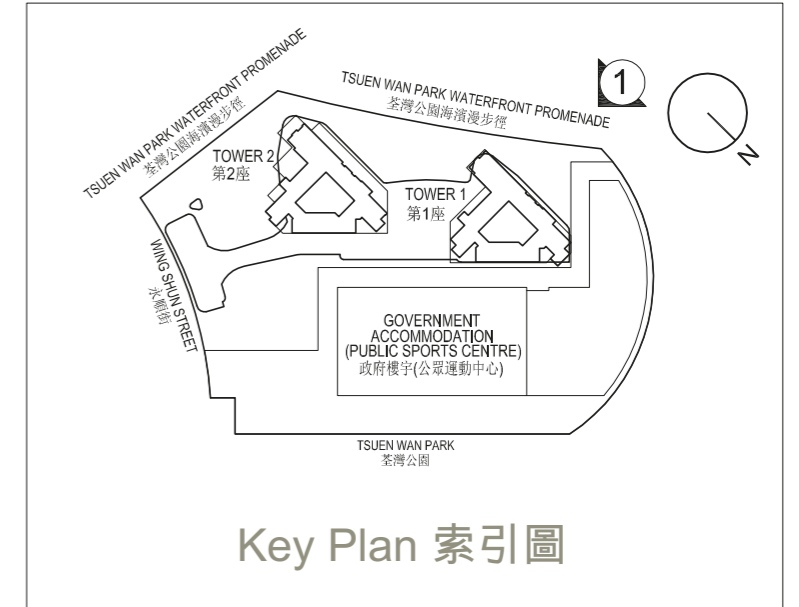 TSUEN WAN PARK WATERFRONT PROMENADE
荃灣公園海濱漫步徑
TSUEN WAN PARK WATERFRONT PROMENADE
荃灣公園海濱漫步徑
1
N
TOWER 2
第2座
TOWER 1
第1座
WING SHUN STREET
永順街
GOVERNMENT
ACCOMMODATION
(PUBLIC SPORTS CENTRE)
政府樓宇(公眾運動中心)
TSUEN WAN PARK
荃灣公園
Key Plan 索引圖